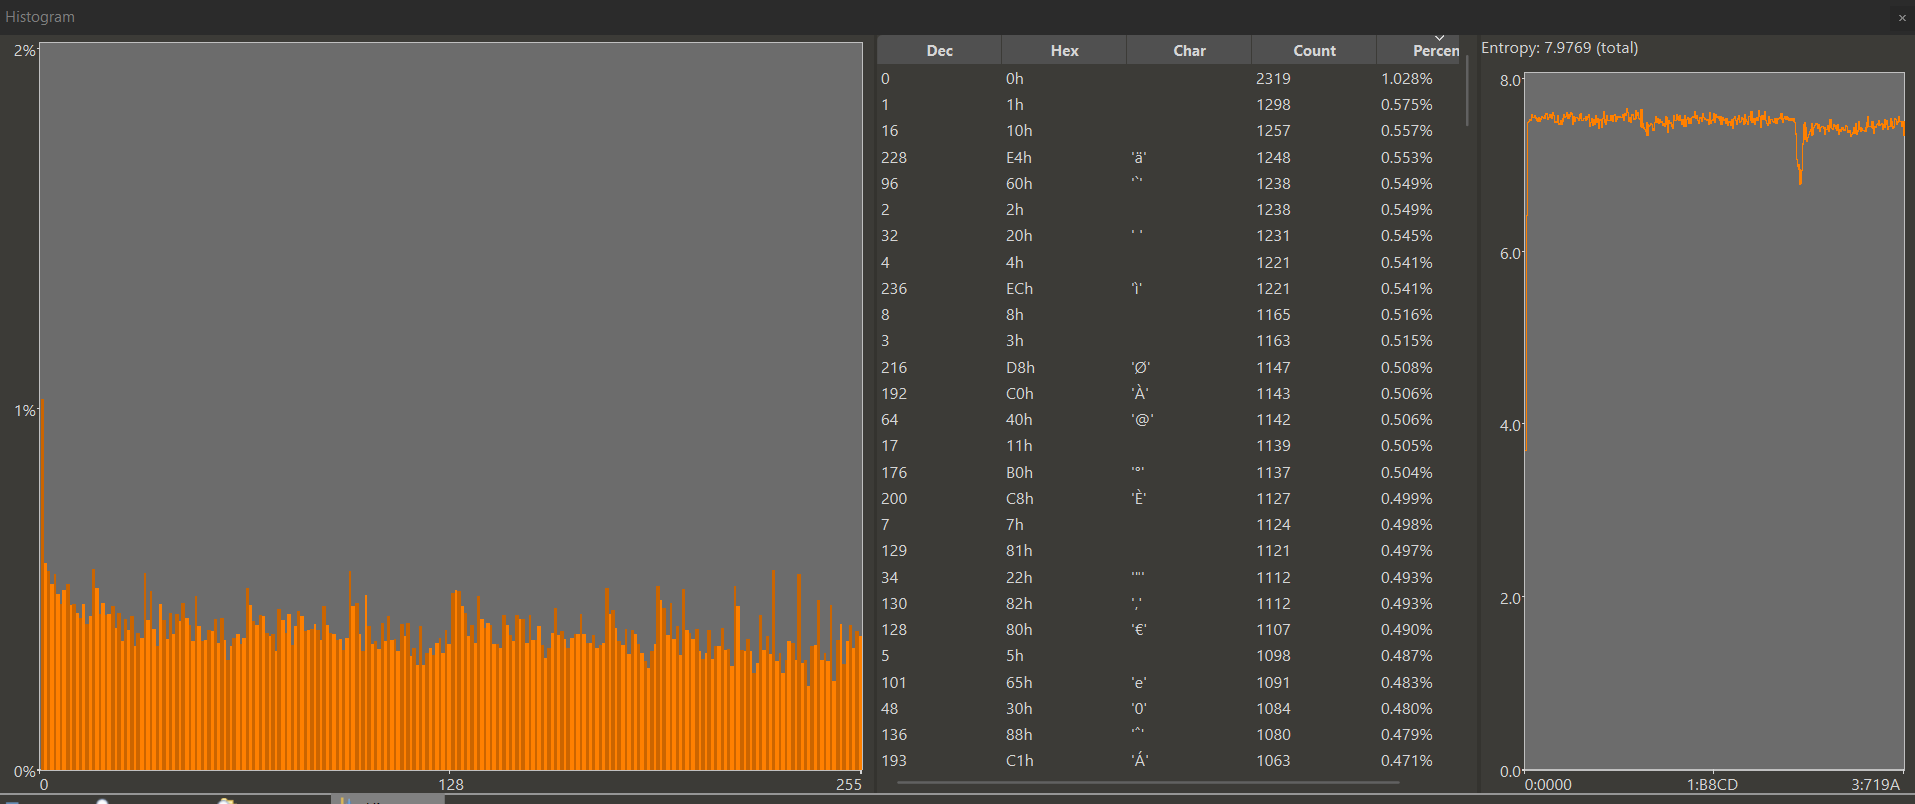 Histogram
×
2%
1%
0%
0 128 255
Dec Hex Char Count Percen
0 0h 2319 1.028%
1 1h 1298 0.575%
16 10h 1257 0.557%
228 E4h 'ä' 1248 0.553%
96 60h '`' 1238 0.549%
2 2h 1238 0.549%
32 20h ' ' 1231 0.545%
4 4h 1221 0.541%
236 ECh 'ì' 1221 0.541%
8 8h 1165 0.516%
3 3h 1163 0.515%
216 D8h 'Ø' 1147 0.508%
192 C0h 'À' 1143 0.506%
64 40h '@' 1142 0.506%
17 11h 1139 0.505%
176 B0h '°' 1137 0.504%
200 C8h 'È' 1127 0.499%
7 7h 1124 0.498%
129 81h 1121 0.497%
34 22h '"' 1112 0.493%
130 82h '‚' 1112 0.493%
128 80h '€' 1107 0.490%
5 5h 1098 0.487%
101 65h 'e' 1091 0.483%
48 30h '0' 1084 0.480%
136 88h 'ˆ' 1080 0.479%
193 C1h 'Á' 1063 0.471%
Entropy: 7.9769 (total)
8.0
6.0
4.0
2.0
0.0
0:0000 1:B8CD 3:719A